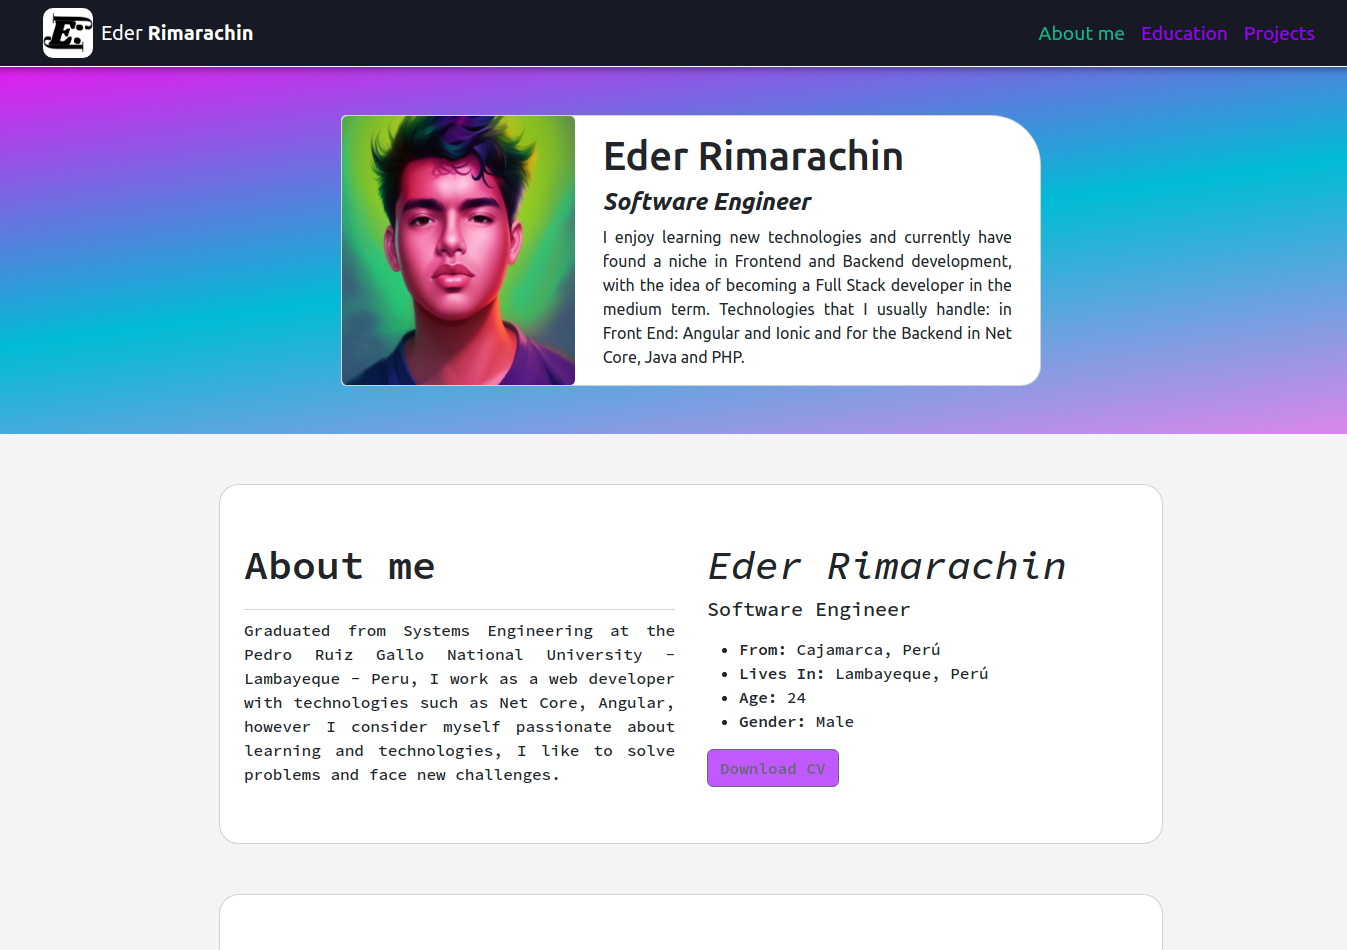 E:
Eder Rimarachin
About me Education Projects
Eder Rimarachin
Software Engineer
I enjoy learning new technologies and currently have
found a niche in Frontend and Backend development,
with the idea of becoming a Full Stack developer in the
medium term. Technologies that I usually handle: in
Front End: Angular and Ionic and for the Backend in Net
Core, Java and PHP.
About me
Graduated from Systems Engineering at the
Pedro Ruiz Gallo National University -
Lambayeque - Peru, I work as a web developer
with technologies such as Net Core, Angular,
however I consider myself passionate about
learning and technologies, I like to solve
problems and face new challenges.
Eder Rimarachin
Software Engineer
• From: Cajamarca, Perú
• Lives In: Lambayeque, Perú
• Age: 24
• Gender: Male
Download CV